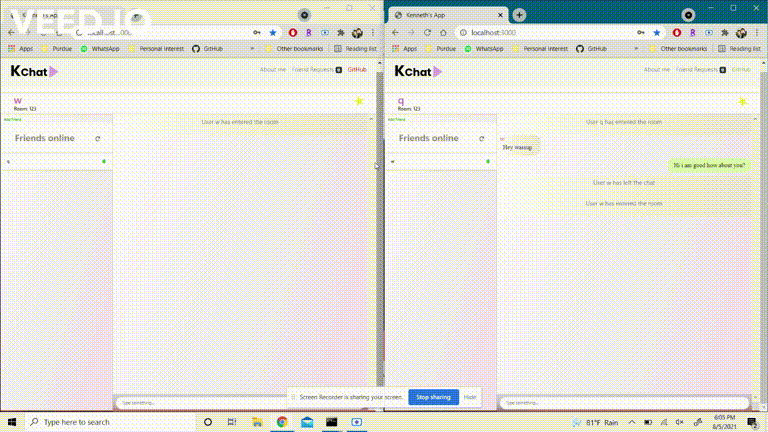 VEED.IO
Kenneth's App
localhost:3000
Apps Purdue WhatsApp Personal Interest GitHub » Other bookmarks Reading list
KChat
About me Friend Requests 0 GitHub
w
Room: 123
Add friend
Friends online
q
User w has entered the room
Say something...
Kenneth's App
localhost:3000
Apps Purdue WhatsApp Personal Interest GitHub » Other bookmarks Reading list
KChat
About me Friend Requests 0 GitHub
q
Room: 123
Add friend
Friends online
w
User q has entered the room
w
Hey wassup
Hi i am good how about you?
User w has left the chat
User w has entered the room
Say something...
Screen Recorder is sharing your screen. Stop sharing Hide
Type here to search
81°F Rain
6:05 PM
8/5/2021